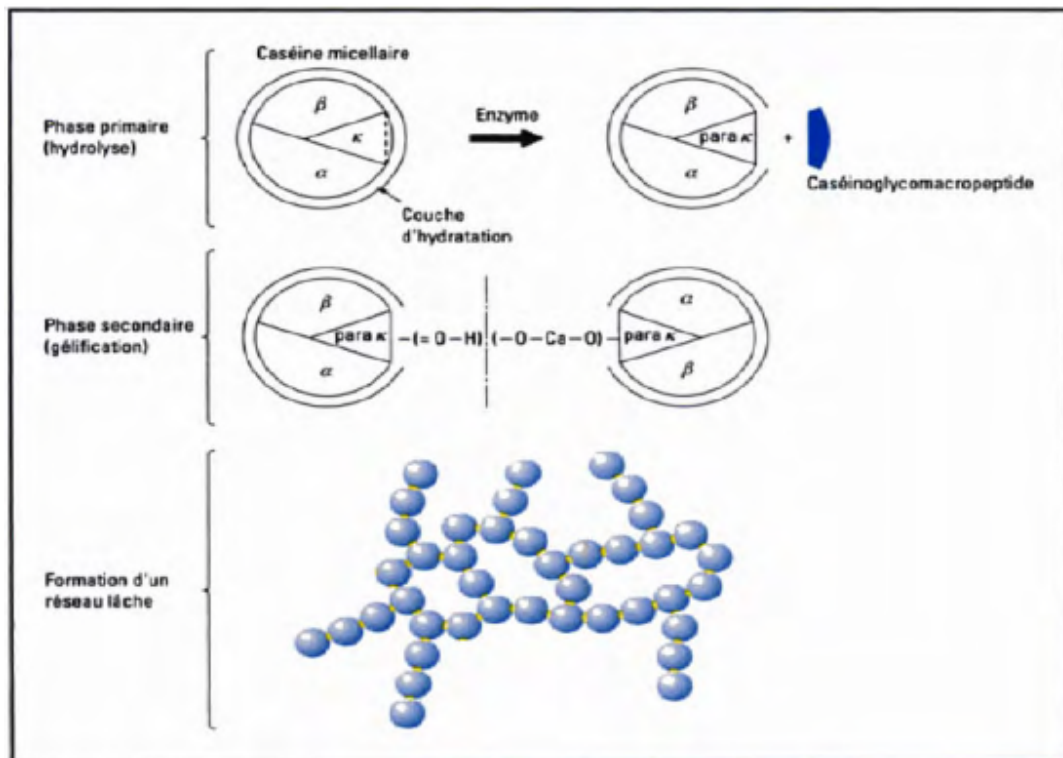 Caséine micellaire
Phase primaire
(hydrolyse)
β
κ
α
Enzyme
β
para κ
α
+
Caséinoglycomacropeptide
Couche
d'hydratation
Phase secondaire
(gélification)
β
para κ
α
–(= O–H) (–O–Ca–O)–
α
para κ
β
Formation d'un
réseau lâche